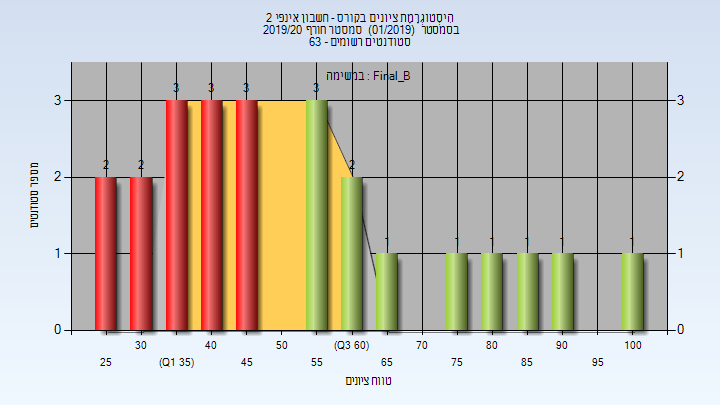 היסטוגרמת ציונים בקורס - חשבון אינפי 2
בסמסטר (01/2019) סמסטר חורף 2019/20
סטודנטים רשומים - 63
במשימה : Final_B
3 3 3 3
2 2 2
1 1 1 1 1 1
3 3
2 2
1 1
0 0
מספר סטודנטים
30 40 50 (Q3 60) 70 80 90 100
25 (Q1 35) 45 55 65 75 85 95
טווח ציונים